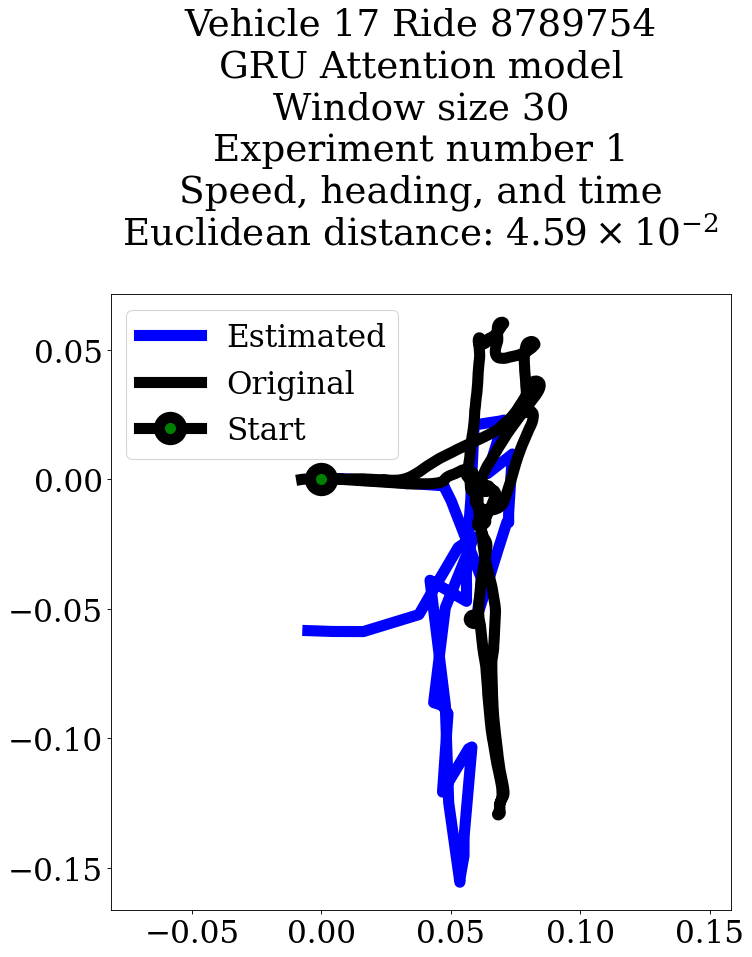 Vehicle 17 Ride 8789754
GRU Attention model
Window size 30
Experiment number 1
Speed, heading, and time
Euclidean distance: 4.59 × 10⁻²
Estimated
Original
Start
0.05
0.00
−0.05
−0.10
−0.15
−0.05 0.00 0.05 0.10 0.15